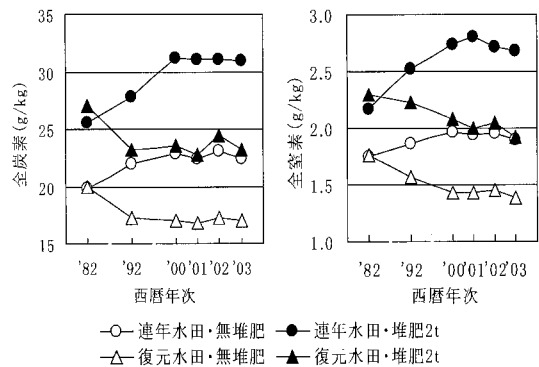 35
30
25
20
15
全炭素(g/kg)
'82 '92 '00'01'02'03
西暦年次
3.0
2.5
2.0
1.5
1.0
全窒素(g/kg)
'82 '92 '00'01'02'03
西暦年次
連年水田・無堆肥 連年水田・堆肥2t
復元水田・無堆肥 復元水田・堆肥2t